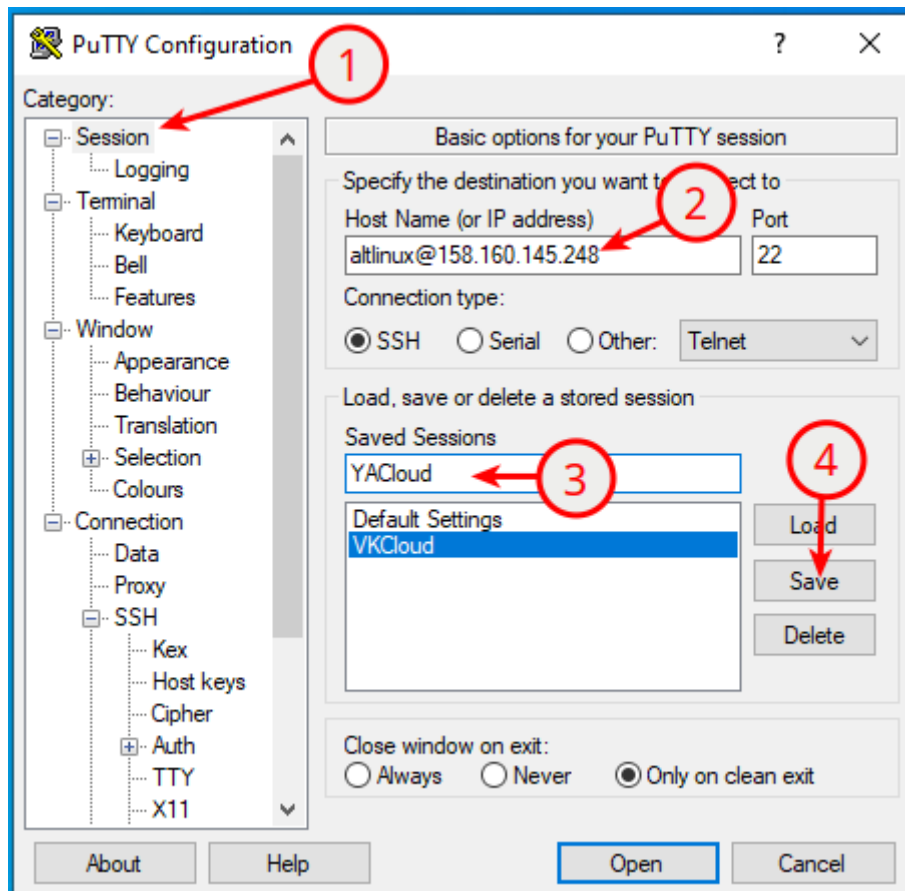 PuTTY Configuration
?
1
Category:
Session
Logging
Terminal
Keyboard
Bell
Features
Window
Appearance
Behaviour
Translation
Selection
Colours
Connection
Data
Proxy
SSH
Kex
Host keys
Cipher
Auth
TTY
X11
Basic options for your PuTTY session
Specify the destination you want to ect to
2
Host Name (or IP address) Port
altlinux@158.160.145.248 22
Connection type:
SSH Serial Other: Telnet
Load, save or delete a stored session
Saved Sessions
YACloud
3
4
Default Settings
VKCloud
Load
Save
Delete
Close window on exit:
Always Never Only on clean exit
About Help Open Cancel